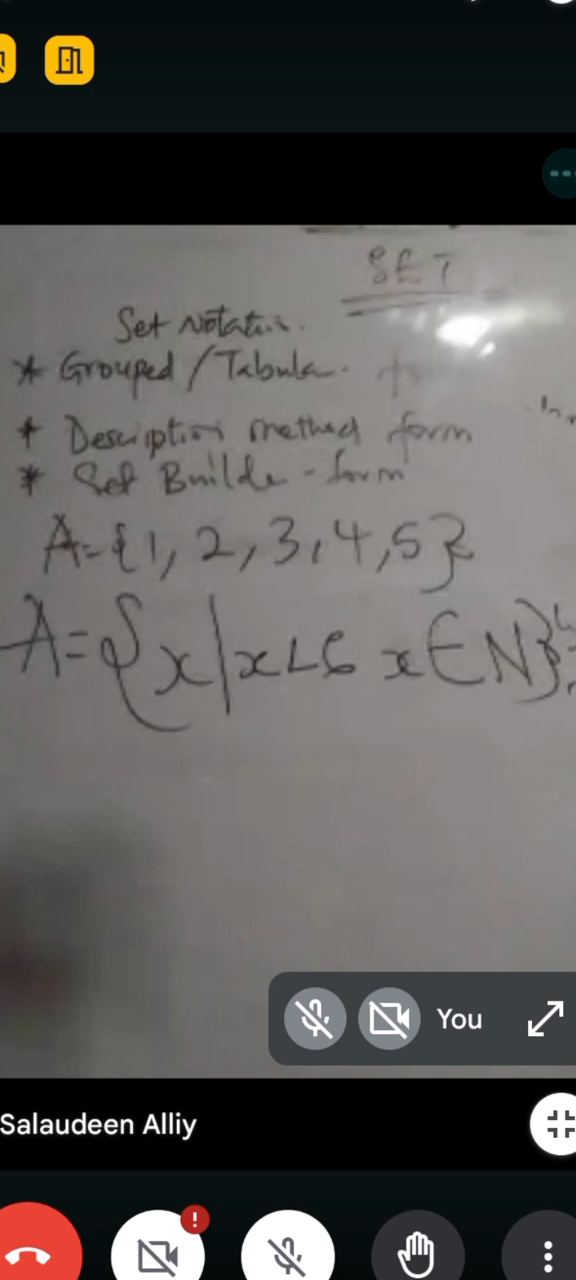 SET
Set Notation.
* Grouped / Tabula.
* Description method form
* Set Builde - form
A={1, 2, 3, 4, 5}
A={x|x<6 x∈N}
You
Salaudeen Alliy
!